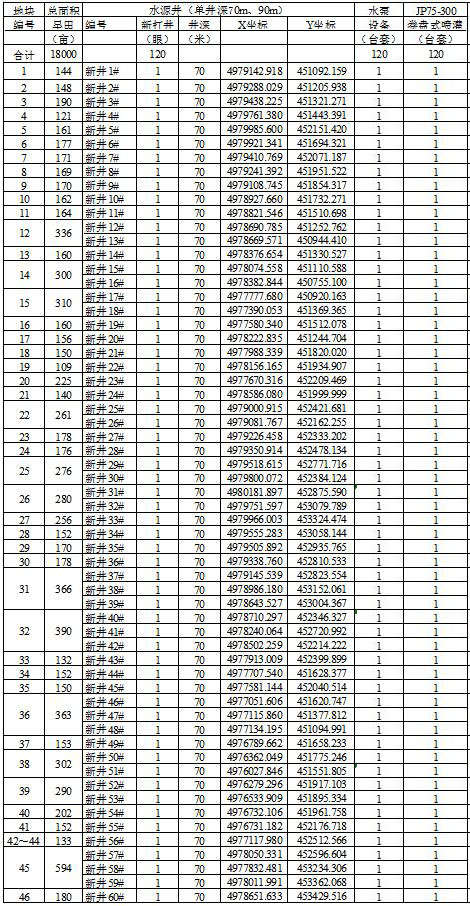 地块 总面积 水源井（单井深70m、90m） 水泵 JP75-300
编号 旱田 编号 新打井 井深 X坐标 Y坐标 设备 卷盘式喷灌
（亩） （眼） （米） （台套） （台套）
合计 18000 120 120 120
1 144 新井1# 1 70 4979142.918 451092.159 1 1
2 148 新井2# 1 70 4979288.029 451205.938 1 1
3 190 新井3# 1 70 4979438.225 451321.271 1 1
4 121 新井4# 1 70 4979761.380 451443.391 1 1
5 161 新井5# 1 70 4979985.600 452151.420 1 1
6 177 新井6# 1 70 4979921.341 451694.321 1 1
7 171 新井7# 1 70 4979410.769 452071.187 1 1
8 169 新井8# 1 70 4979241.392 451951.522 1 1
9 170 新井9# 1 70 4979108.745 451854.317 1 1
10 162 新井10# 1 70 4978927.660 451732.271 1 1
11 164 新井11# 1 70 4978821.546 451510.698 1 1
12 336 新井12# 1 70 4978690.785 451252.762 1 1
新井13# 1 70 4978669.571 450944.410 1 1
13 160 新井14# 1 70 4978376.654 451330.527 1 1
14 300 新井15# 1 70 4978074.558 451110.588 1 1
新井16# 1 70 4978382.844 450755.100 1 1
15 310 新井17# 1 70 4977777.680 450920.163 1 1
新井18# 1 70 4977390.053 451369.365 1 1
16 160 新井19# 1 70 4977580.340 451512.078 1 1
17 156 新井20# 1 70 4978222.835 451244.704 1 1
18 150 新井21# 1 70 4977988.339 451820.020 1 1
19 109 新井22# 1 70 4978156.165 451934.907 1 1
20 225 新井23# 1 70 4977670.316 452209.469 1 1
21 140 新井24# 1 70 4978586.080 451999.999 1 1
22 261 新井25# 1 70 4979000.915 452421.681 1 1
新井26# 1 70 4979081.767 452162.255 1 1
23 178 新井27# 1 70 4979226.458 452333.202 1 1
24 176 新井28# 1 70 4979350.914 452478.134 1 1
25 276 新井29# 1 70 4979518.615 452771.716 1 1
新井30# 1 70 4979800.072 452384.124 1 1
26 280 新井31# 1 70 4980181.897 452875.590 1 1
新井32# 1 70 4979751.597 453079.789 1 1
27 256 新井33# 1 70 4979966.003 453324.474 1 1
28 152 新井34# 1 70 4979555.283 453058.144 1 1
29 170 新井35# 1 70 4979505.892 452935.765 1 1
30 178 新井36# 1 70 4979338.760 452810.533 1 1
31 366 新井37# 1 70 4979145.539 452823.554 1 1
新井38# 1 70 4978986.180 453152.061 1 1
新井39# 1 70 4978643.527 453004.367 1 1
32 390 新井40# 1 70 4978710.297 452346.327 1 1
新井41# 1 70 4978240.064 452720.992 1 1
新井42# 1 70 4978502.259 452214.222 1 1
33 132 新井43# 1 70 4977913.009 452399.899 1 1
34 152 新井44# 1 70 4977707.540 451628.377 1 1
35 150 新井45# 1 70 4977581.144 452040.514 1 1
36 363 新井46# 1 70 4977051.606 451620.747 1 1
新井47# 1 70 4977115.860 451377.812 1 1
新井48# 1 70 4977134.195 451094.991 1 1
37 153 新井49# 1 70 4976789.662 451658.233 1 1
38 302 新井50# 1 70 4976362.049 451775.246 1 1
新井51# 1 70 4976027.846 451551.805 1 1
39 290 新井52# 1 70 4976279.296 451917.103 1 1
新井53# 1 70 4976533.909 451895.334 1 1
40 202 新井54# 1 70 4976732.106 451961.758 1 1
41 152 新井55# 1 70 4976731.182 452176.718 1 1
42～44 133 新井56# 1 70 4977117.980 452512.566 1 1
45 594 新井57# 1 70 4978050.331 452596.604 1 1
新井58# 1 70 4977832.481 453234.306 1 1
新井59# 1 70 4978011.991 453362.068 1 1
46 180 新井60# 1 70 4978651.633 453429.516 1 1